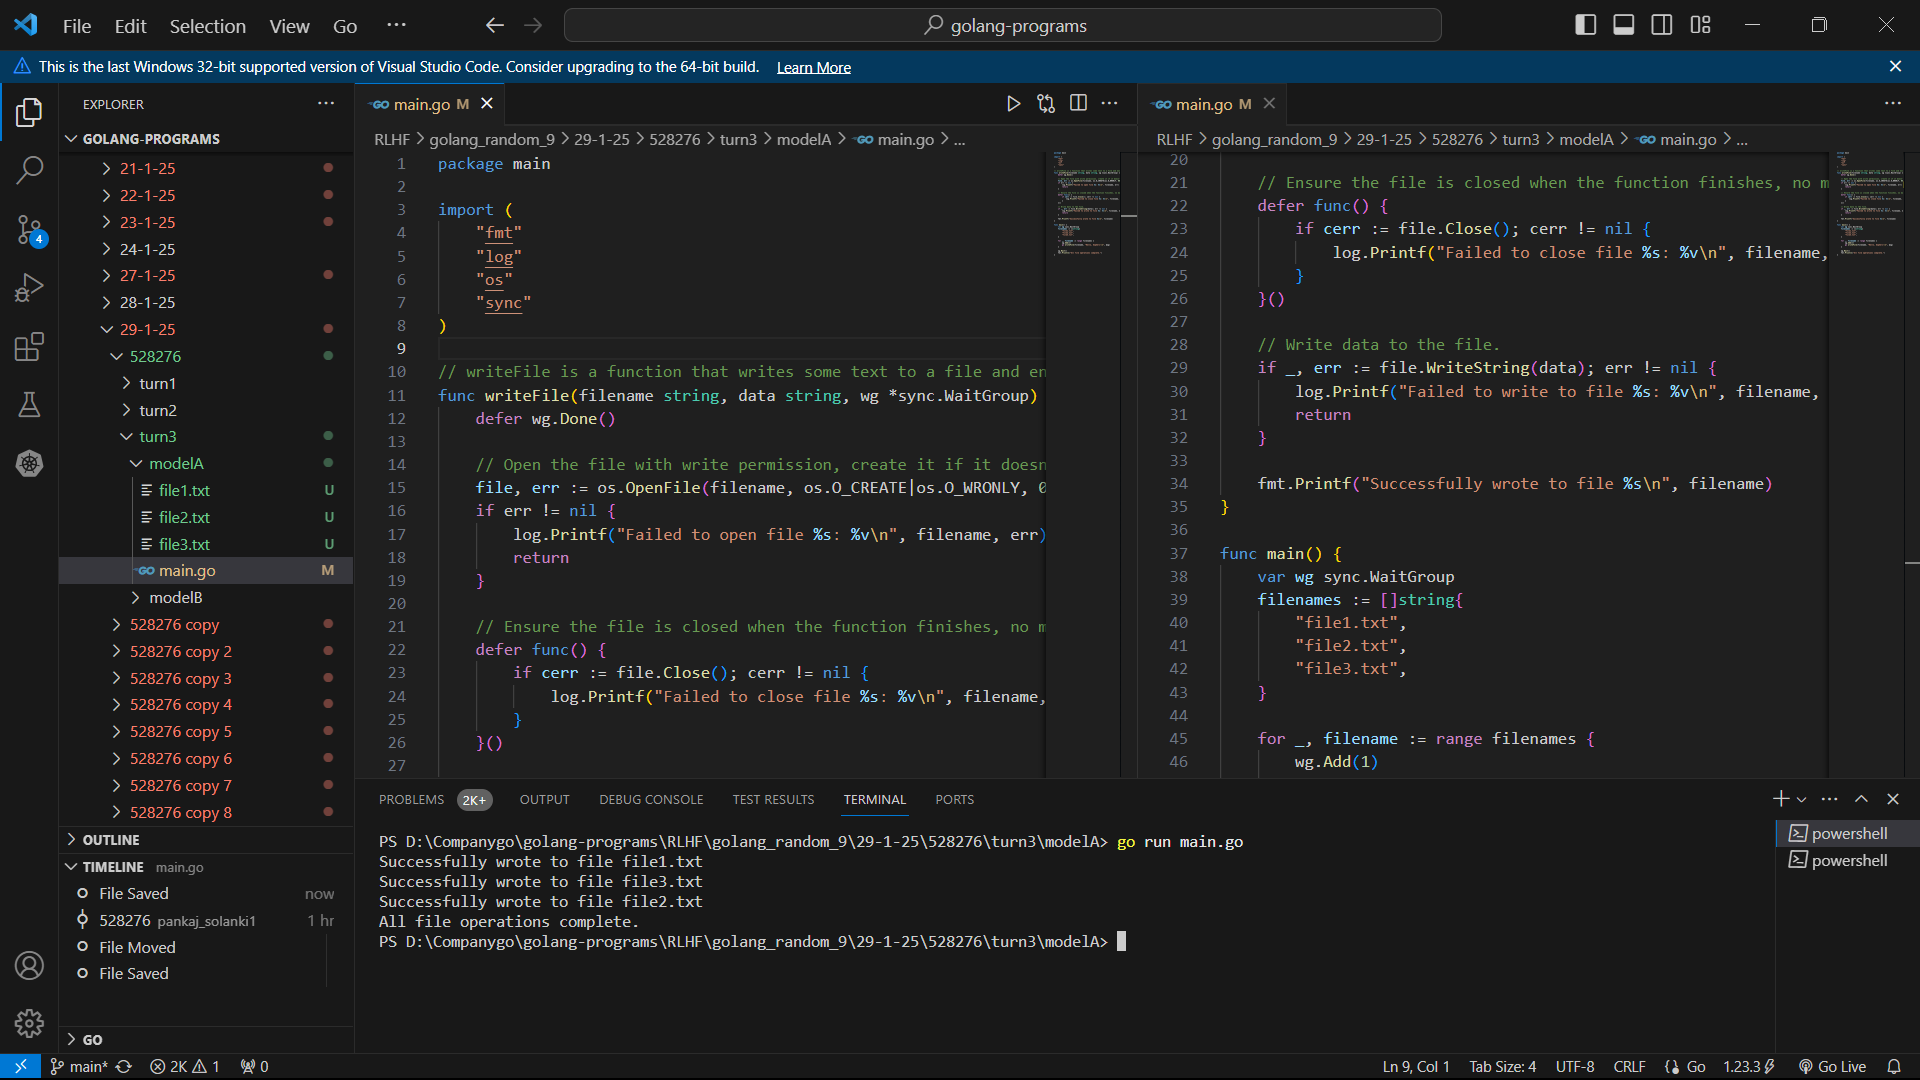 File Edit Selection View Go ···
golang-programs
This is the last Windows 32-bit supported version of Visual Studio Code. Consider upgrading to the 64-bit build. Learn More
EXPLORER
GOLANG-PROGRAMS
21-1-25
22-1-25
23-1-25
24-1-25
27-1-25
28-1-25
29-1-25
528276
turn1
turn2
turn3
modelA
file1.txt U
file2.txt U
file3.txt U
main.go M
modelB
528276 copy
528276 copy 2
528276 copy 3
528276 copy 4
528276 copy 5
528276 copy 6
528276 copy 7
528276 copy 8
OUTLINE
TIMELINE main.go
File Saved now
528276 pankaj_solanki1 1 hr
File Moved
File Saved
GO
4
main.go M
RLHF > golang_random_9 > 29-1-25 > 528276 > turn3 > modelA > main.go > ...
1 package main
2
3 import (
4 "fmt"
5 "log"
6 "os"
7 "sync"
8 )
9
10 // writeFile is a function that writes some text to a file and en
11 func writeFile(filename string, data string, wg *sync.WaitGroup)
12 defer wg.Done()
13
14 // Open the file with write permission, create it if it doesn
15 file, err := os.OpenFile(filename, os.O_CREATE|os.O_WRONLY, 0
16 if err != nil {
17 log.Printf("Failed to open file %s: %v\n", filename, err)
18 return
19 }
20
21 // Ensure the file is closed when the function finishes, no m
22 defer func() {
23 if cerr := file.Close(); cerr != nil {
24 log.Printf("Failed to close file %s: %v\n", filename,
25 }
26 }()
27
main.go M
RLHF > golang_random_9 > 29-1-25 > 528276 > turn3 > modelA > main.go > ...
20
21 // Ensure the file is closed when the function finishes, no m
22 defer func() {
23 if cerr := file.Close(); cerr != nil {
24 log.Printf("Failed to close file %s: %v\n", filename,
25 }
26 }()
27
28 // Write data to the file.
29 if _, err := file.WriteString(data); err != nil {
30 log.Printf("Failed to write to file %s: %v\n", filename,
31 return
32 }
33
34 fmt.Printf("Successfully wrote to file %s\n", filename)
35 }
36
37 func main() {
38 var wg sync.WaitGroup
39 filenames := []string{
40 "file1.txt",
41 "file2.txt",
42 "file3.txt",
43 }
44
45 for _, filename := range filenames {
46 wg.Add(1)
PROBLEMS 2K+ OUTPUT DEBUG CONSOLE TEST RESULTS TERMINAL PORTS
PS D:\Companygo\golang-programs\RLHF\golang_random_9\29-1-25\528276\turn3\modelA> go run main.go
Successfully wrote to file file1.txt
Successfully wrote to file file3.txt
Successfully wrote to file file2.txt
All file operations complete.
PS D:\Companygo\golang-programs\RLHF\golang_random_9\29-1-25\528276\turn3\modelA>
powershell
powershell
main* 2K 1 0 Ln 9, Col 1 Tab Size: 4 UTF-8 CRLF Go 1.23.3 Go Live